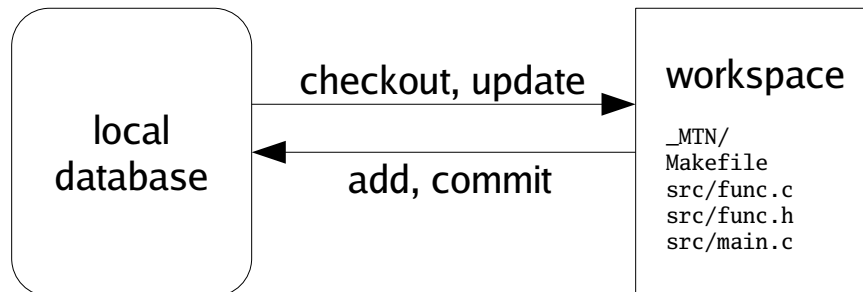 local
database
checkout, update
add, commit
workspace
_MTN/
Makefile
src/func.c
src/func.h
src/main.c